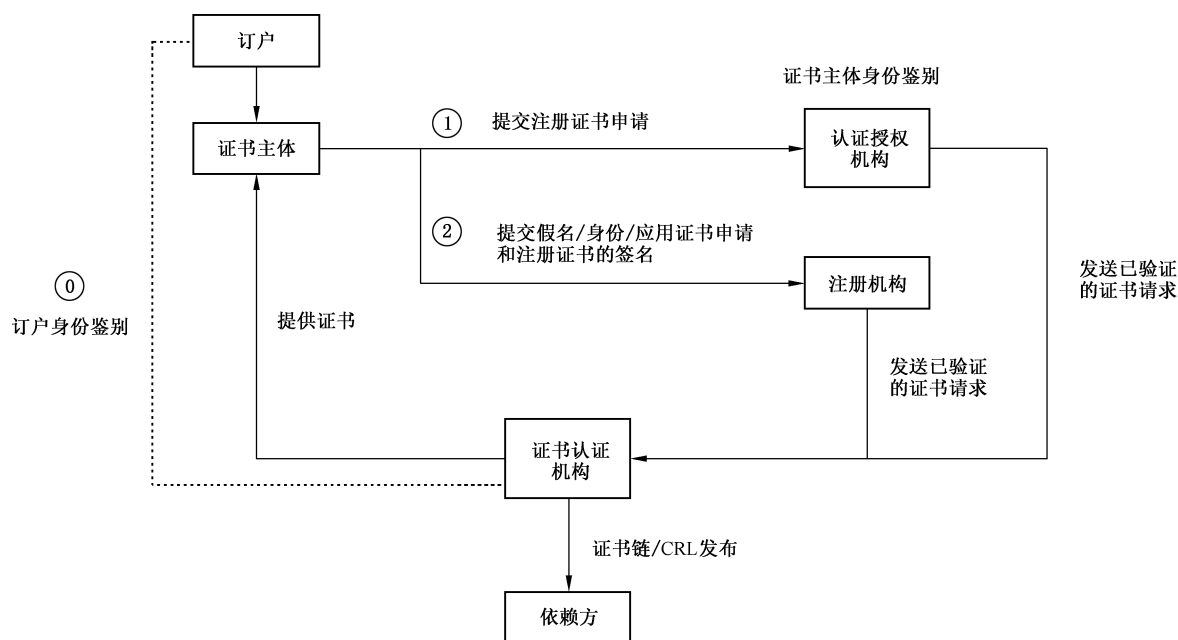 订户
证书主体身份鉴别
① 提交注册证书申请
认证授权
机构
证书主体
② 提交假名/身份/应用证书申请
和注册证书的签名
注册机构
发送已验证
的证书请求
⓪
订户身份鉴别
提供证书
发送已验证
的证书请求
证书认证
机构
证书链/CRL发布
依赖方